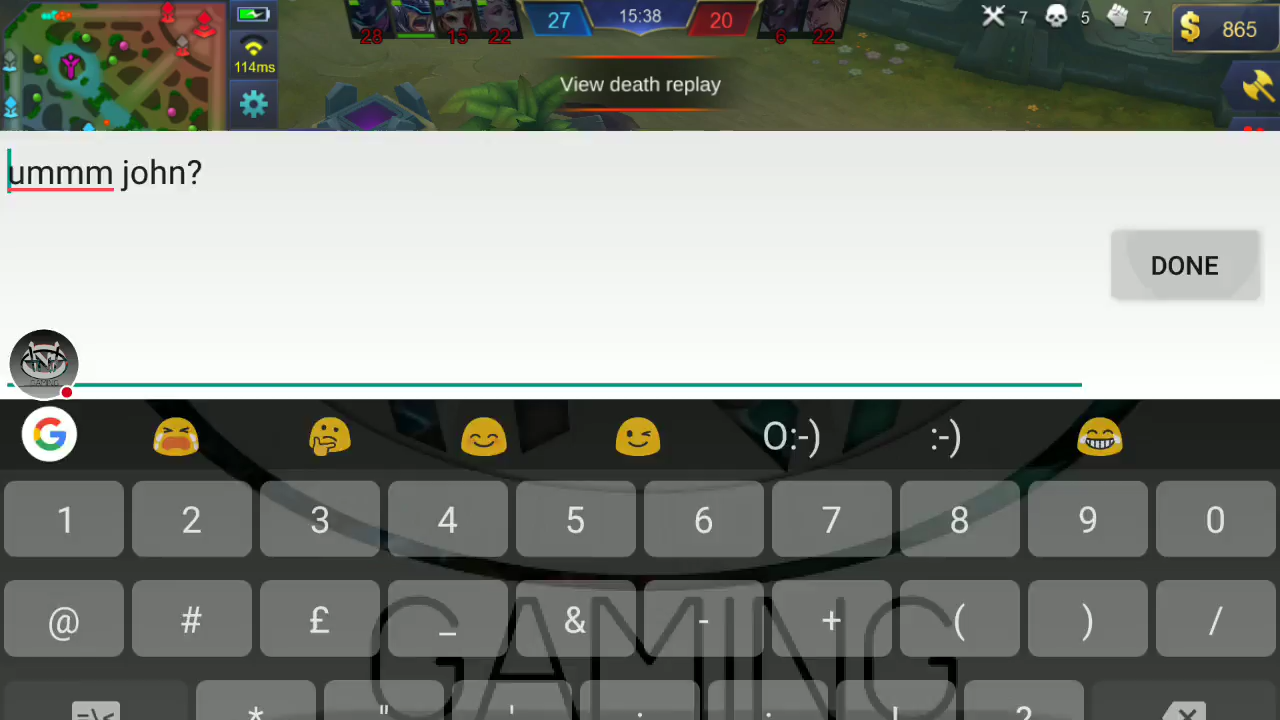 114ms
28
15
22
27
15:38
20
6
22
7
5
7
$
865
View death replay
ummm john?
DONE
O:-) :-)
1 2 3 4 5 6 7 8 9 0
@ # £ _ & - + ( ) /
=\< * " ' : ; ! ?
GAMING